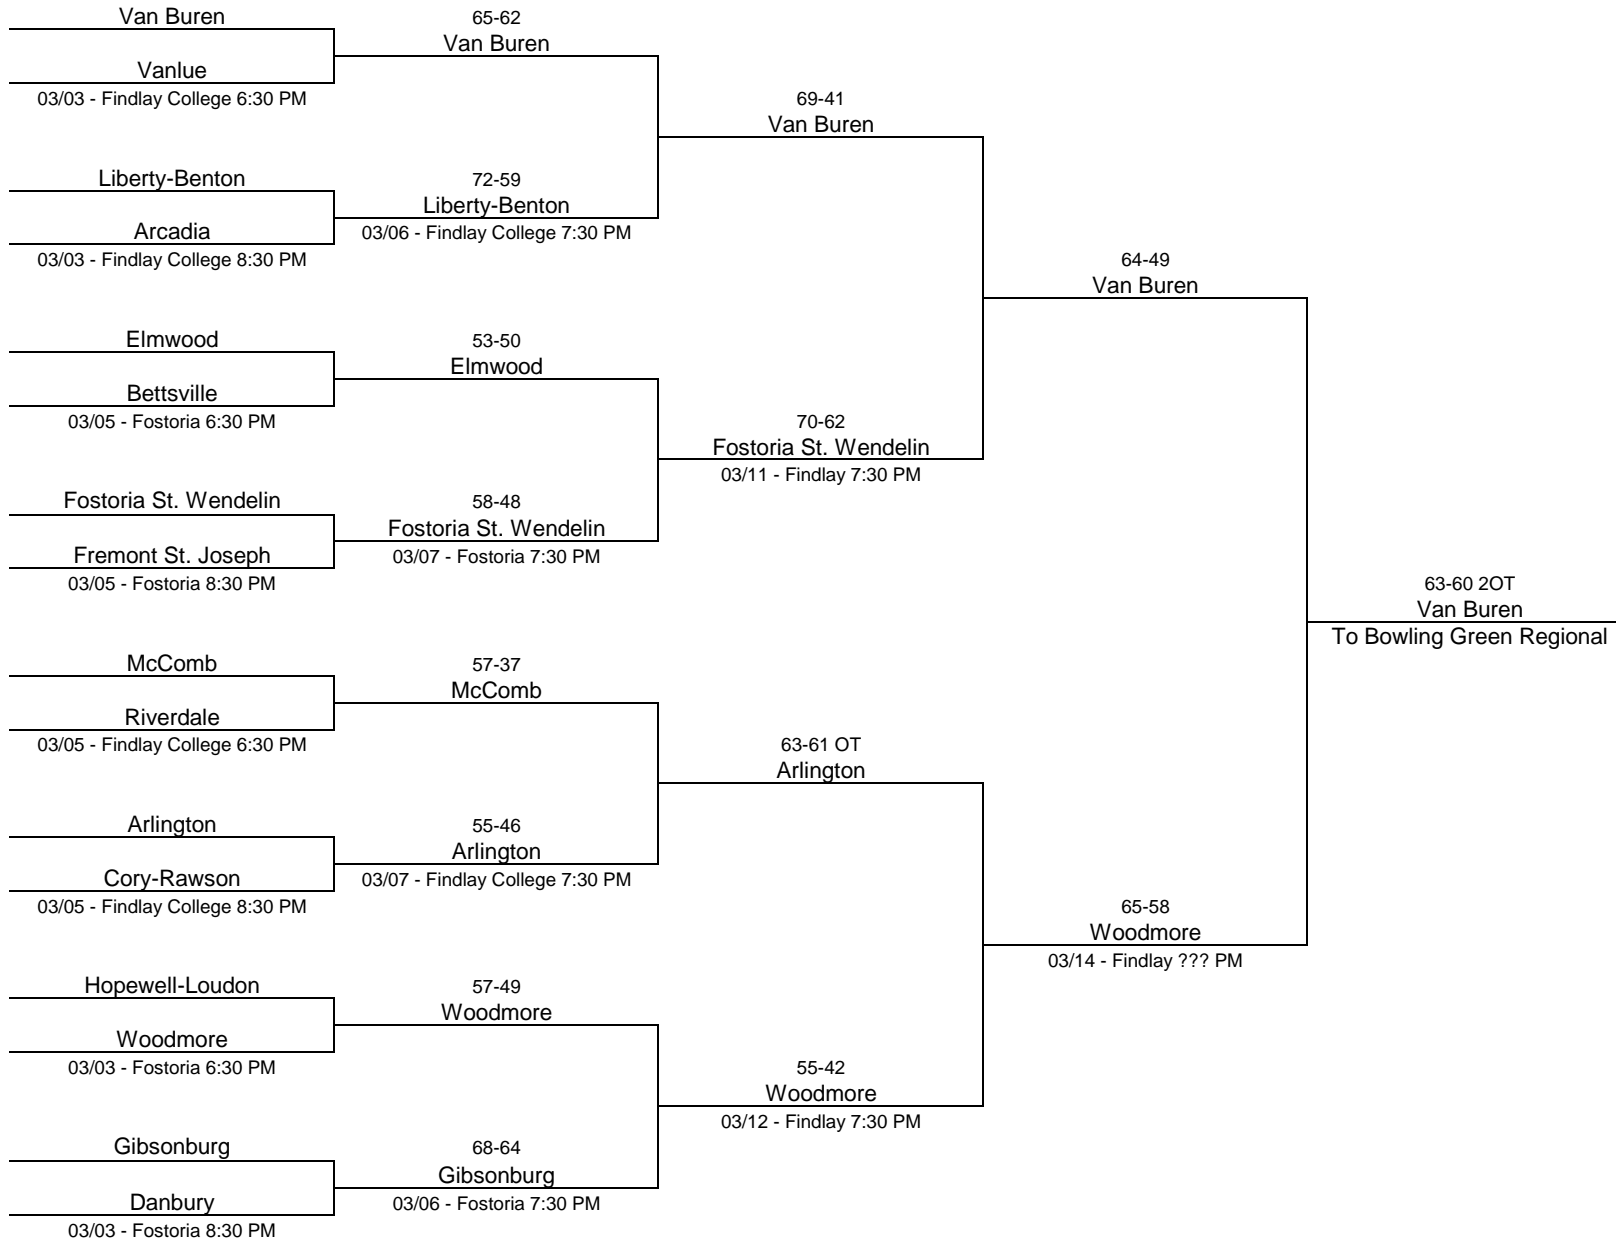 Van Buren
Vanlue
03/03 - Findlay College 6:30 PM
Liberty-Benton
Arcadia
03/03 - Findlay College 8:30 PM
Elmwood
Bettsville
03/05 - Fostoria 6:30 PM
Fostoria St. Wendelin
Fremont St. Joseph
03/05 - Fostoria 8:30 PM
McComb
Riverdale
03/05 - Findlay College 6:30 PM
Arlington
Cory-Rawson
03/05 - Findlay College 8:30 PM
Hopewell-Loudon
Woodmore
03/03 - Fostoria 6:30 PM
Gibsonburg
Danbury
03/03 - Fostoria 8:30 PM
65-62
Van Buren
72-59
Liberty-Benton
03/06 - Findlay College 7:30 PM
53-50
Elmwood
58-48
Fostoria St. Wendelin
03/07 - Fostoria 7:30 PM
57-37
McComb
55-46
Arlington
03/07 - Findlay College 7:30 PM
57-49
Woodmore
68-64
Gibsonburg
03/06 - Fostoria 7:30 PM
69-41
Van Buren
70-62
Fostoria St. Wendelin
03/11 - Findlay 7:30 PM
63-61 OT
Arlington
55-42
Woodmore
03/12 - Findlay 7:30 PM
64-49
Van Buren
65-58
Woodmore
03/14 - Findlay ??? PM
63-60 2OT
Van Buren
To Bowling Green Regional